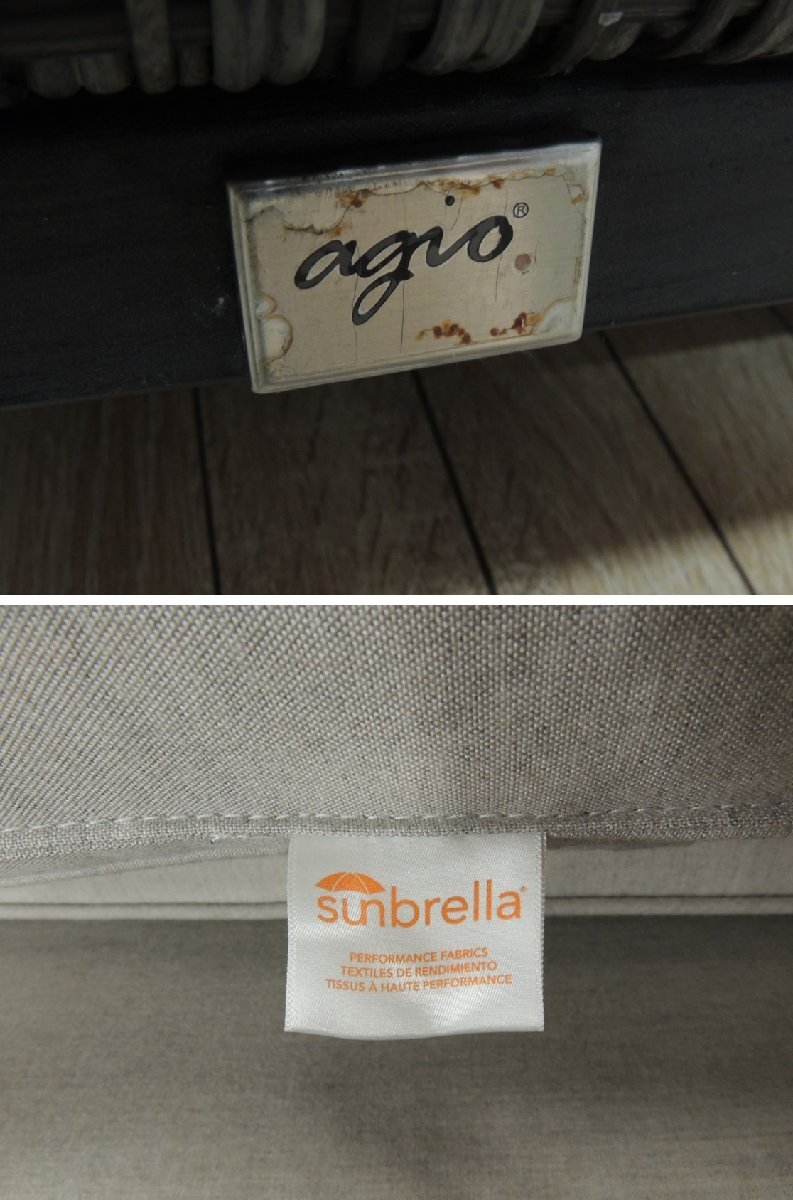 agio®
sunbrella®
PERFORMANCE FABRICS
TEXTILES DE RENDIMIENTO
TISSUS À HAUTE PERFORMANCE